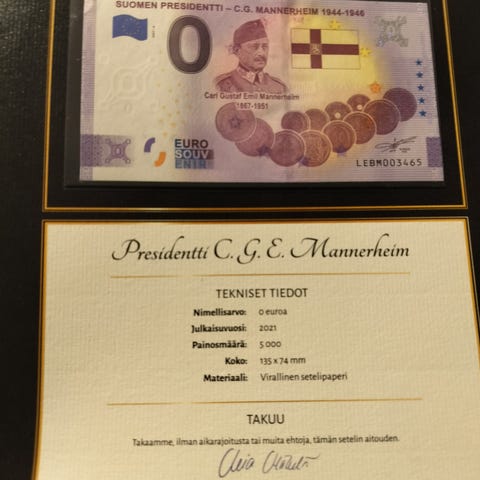 SUOMEN PRESIDENTTI – C.G. MANNERHEIM 1944-1946
0
Carl Gustaf Emil Mannerheim
1867-1951
EURO
SOUV
ENIR
LEBM003465
Presidentti C. G. E. Mannerheim
TEKNISET TIEDOT
Nimellisarvo: 0 euroa
Julkaisuvuosi: 2021
Painosmäärä: 5 000
Koko: 135 x 74 mm
Materiaali: Virallinen setelipaperi
TAKUU
Takaamme, ilman aikarajoitusta tai muita ehtoja, tämän setelin aitouden.